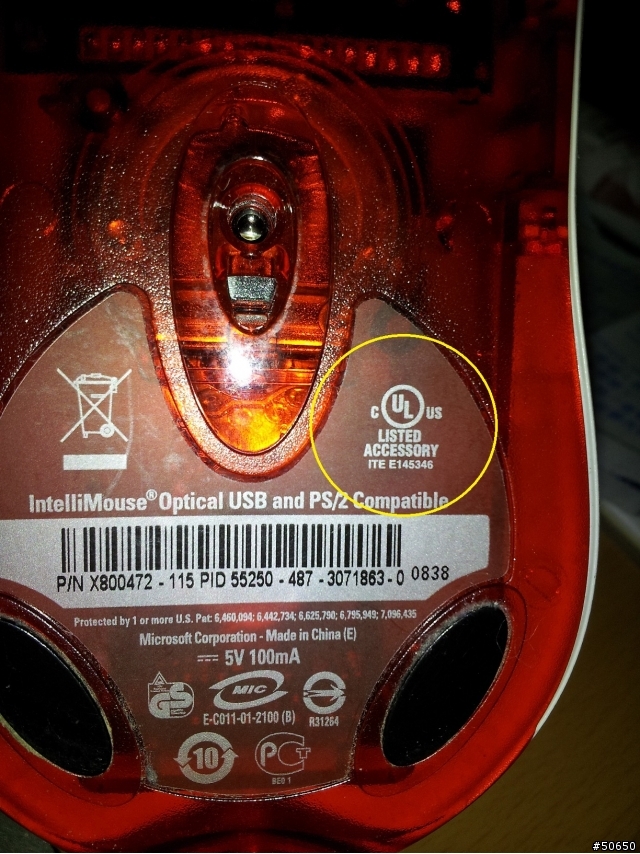 C UL US
LISTED
ACCESSORY
ITE E145346
IntelliMouse® Optical USB and PS/2 Compatible
P/N X800472 - 115 PID 55250 - 487 - 3071863 - 0 0838
Protected by 1 or more U.S. Pat: 6,460,094; 6,442,734; 6,625,790; 6,795,949; 7,096,435
Microsoft Corporation - Made in China (E)
5V 100mA
GS
MIC
E-C011-01-2100 (B)
R31264
10
PCT
BE01
#50650